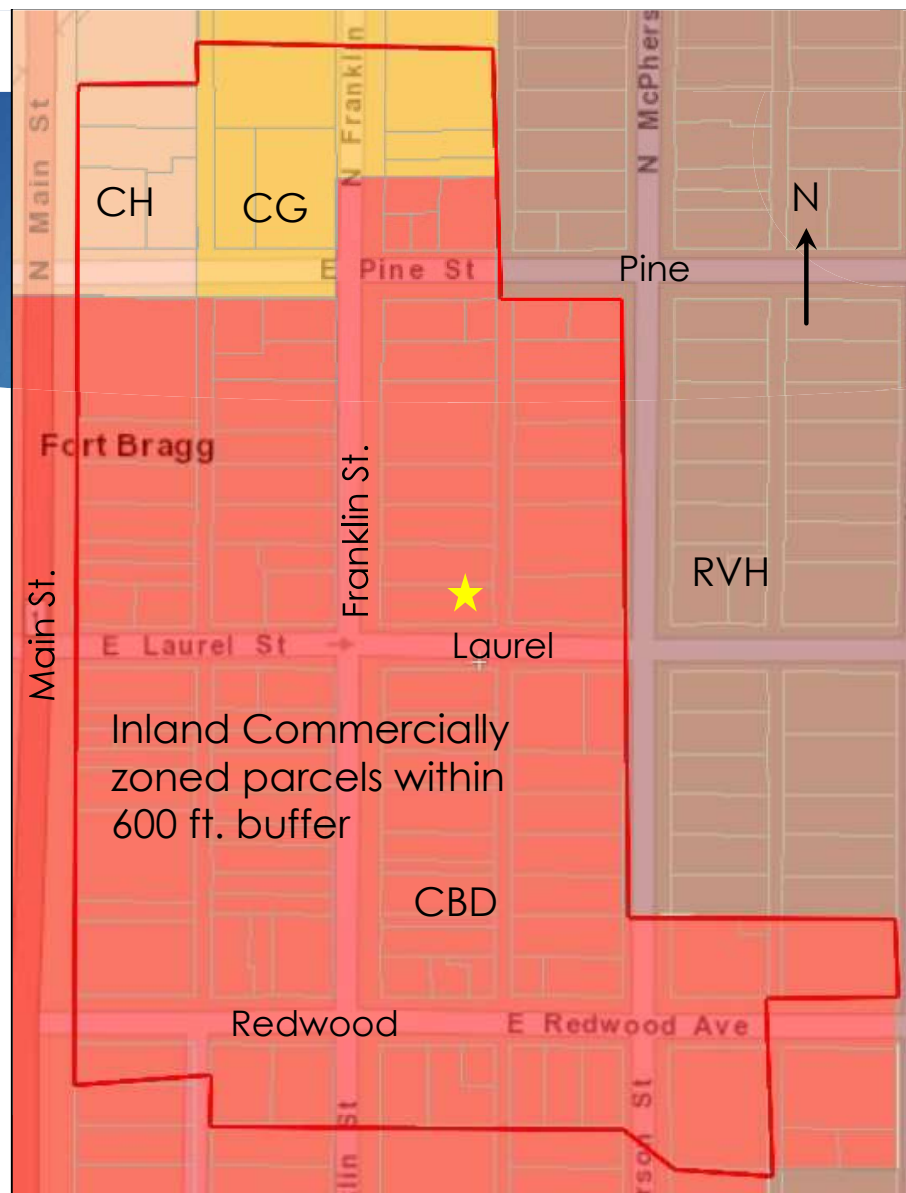 N Main St
N Franklin
N McPhers
CH
CG
N
E Pine St
Pine
Fort Bragg
Main St.
Franklin St.
RVH
E Laurel St
Laurel
Inland Commercially
zoned parcels within
600 ft. buffer
CBD
Redwood
E Redwood Ave
lin St
rson St